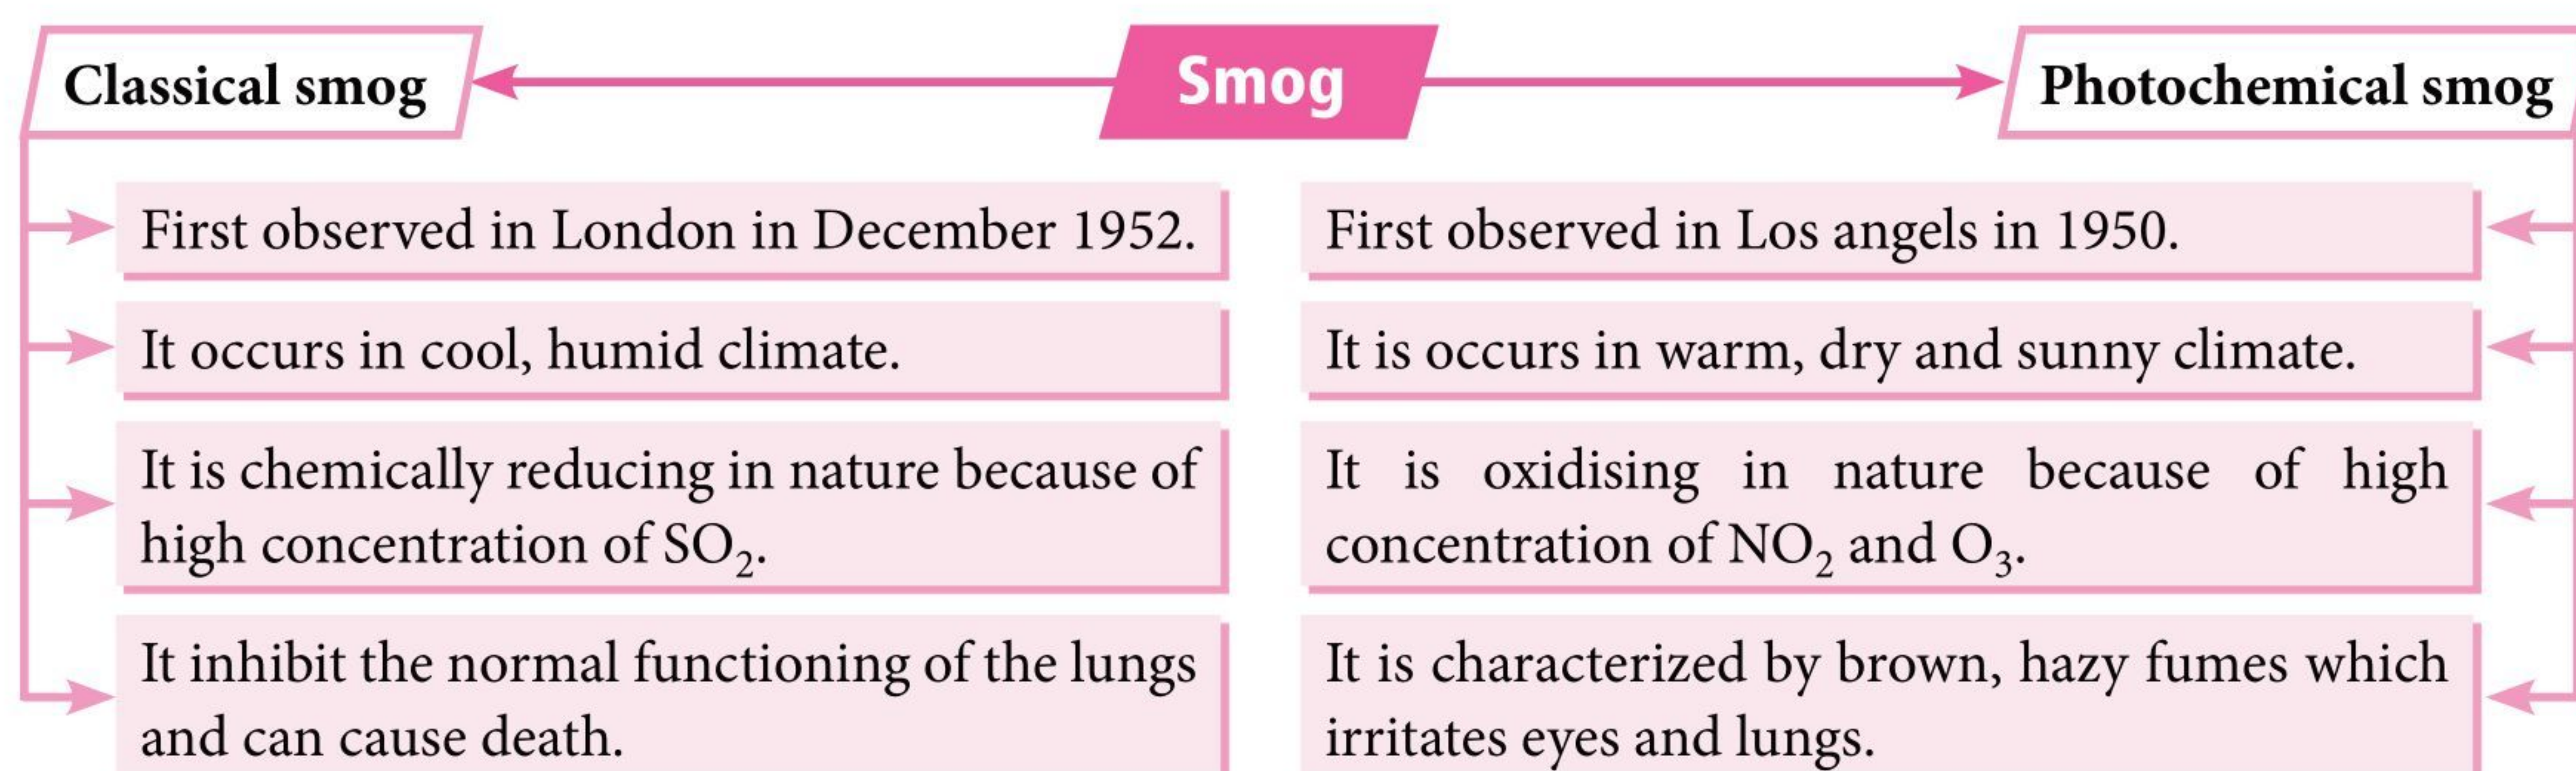 Classical smog
Smog
Photochemical smog
First observed in London in December 1952.
It occurs in cool, humid climate.
It is chemically reducing in nature because of
high concentration of SO₂.
It inhibit the normal functioning of the lungs
and can cause death.
First observed in Los angels in 1950.
It is occurs in warm, dry and sunny climate.
It is oxidising in nature because of high
concentration of NO₂ and O₃.
It is characterized by brown, hazy fumes which
irritates eyes and lungs.